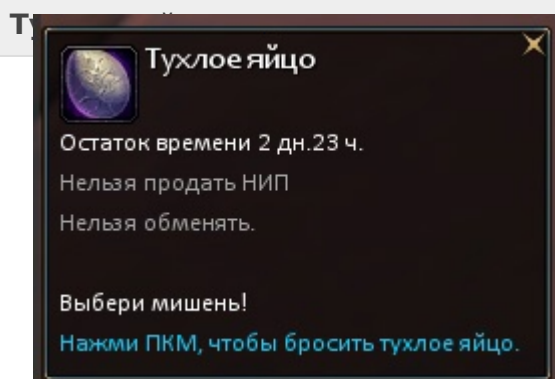 Тухлое яйцо
Остаток времени 2 дн.23 ч.
Нельзя продать НИП
Нельзя обменять.
Выбери мишень!
Нажми ПКМ, чтобы бросить тухлое яйцо.